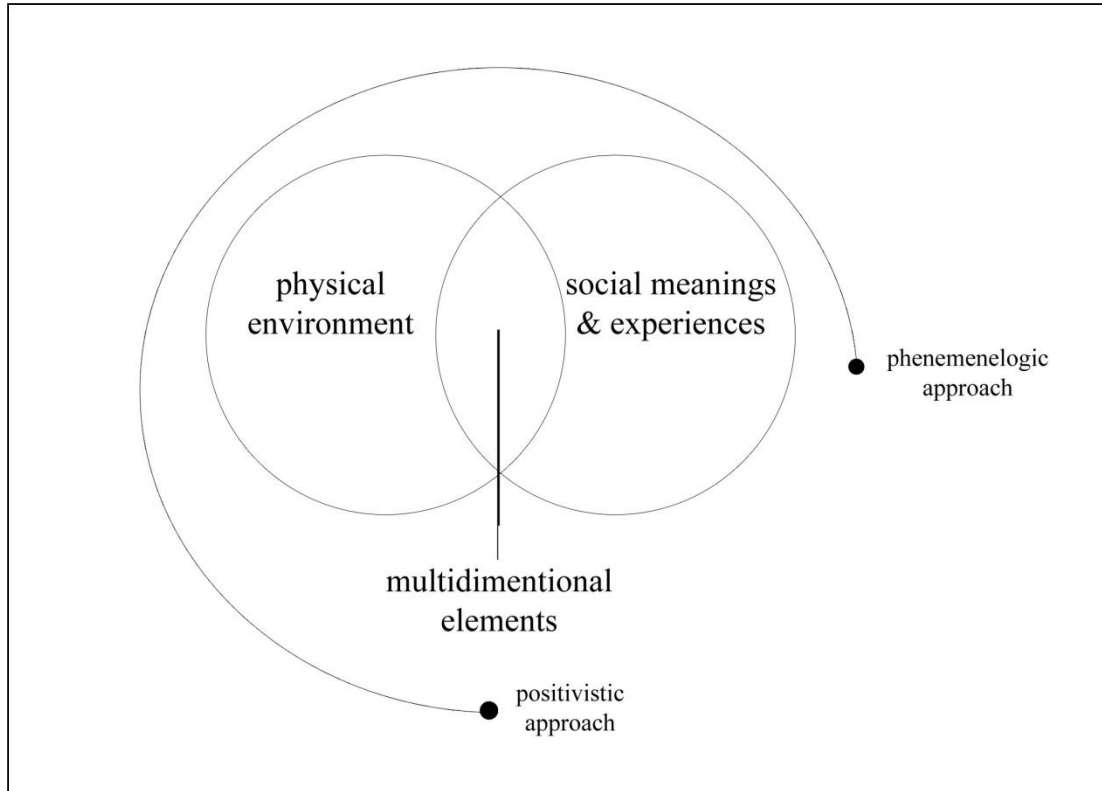 physical
environment
social meanings
& experiences
phenemenelogic
approach
multidimentional
elements
positivistic
approach